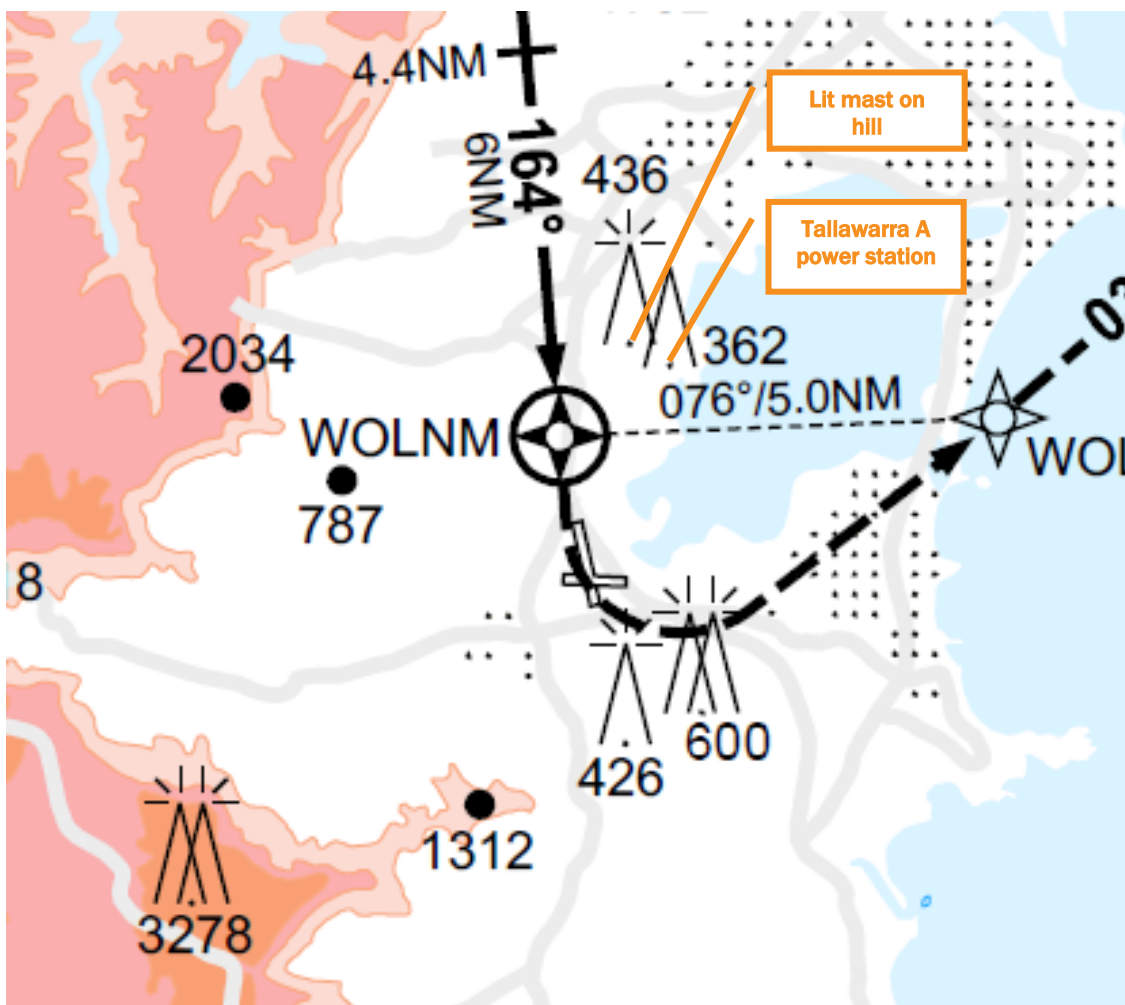 4.4NM
164°
6NM
Lit mast on
hill
436
Tallawarra A
power station
2034
362
076°/5.0NM
03
WOLNM
WOL
787
8
600
426
1312
3278